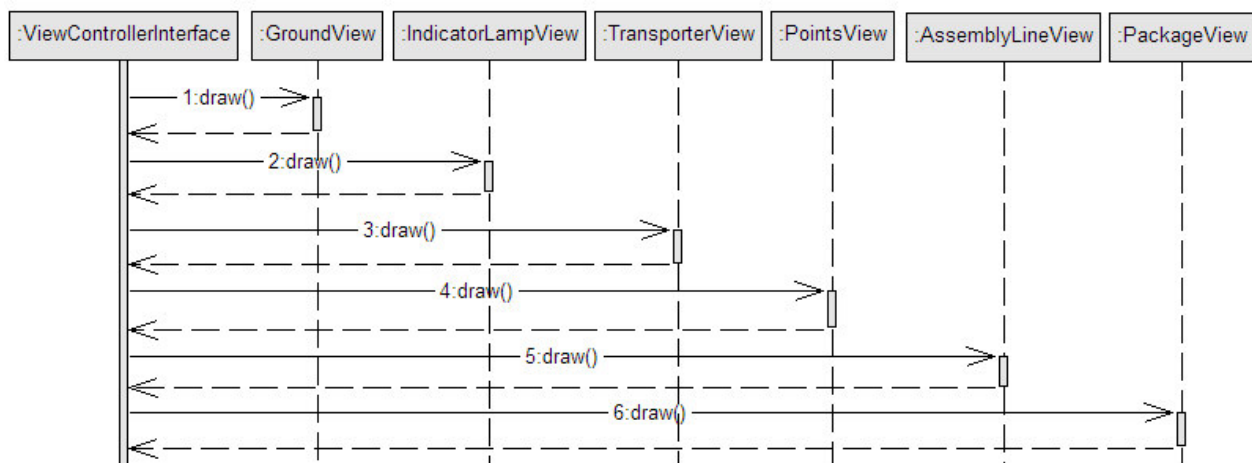 :ViewControllerInterface
:GroundView
:IndicatorLampView
:TransporterView
:PointsView
:AssemblyLineView
:PackageView
1:draw()
2:draw()
3:draw()
4:draw()
5:draw()
6:draw()